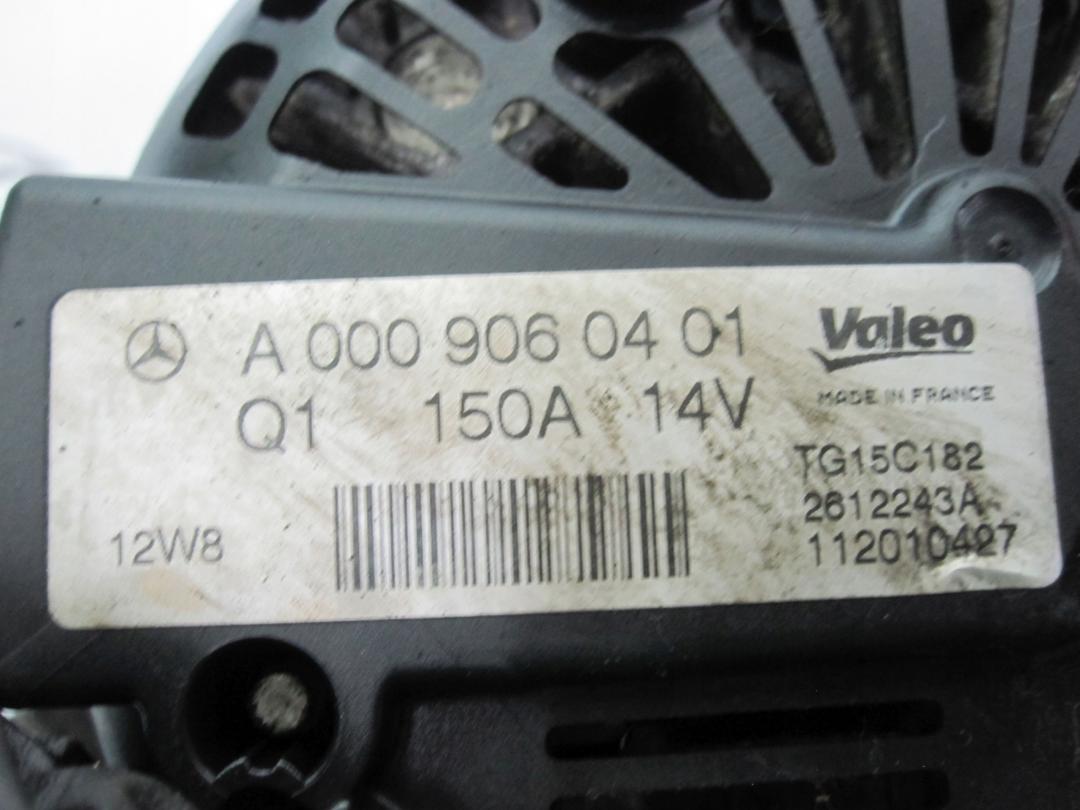 A 000 906 04 01
Q1 150A 14V
12W8
Valeo
MADE IN FRANCE
TG15C182
2612243A
112010427